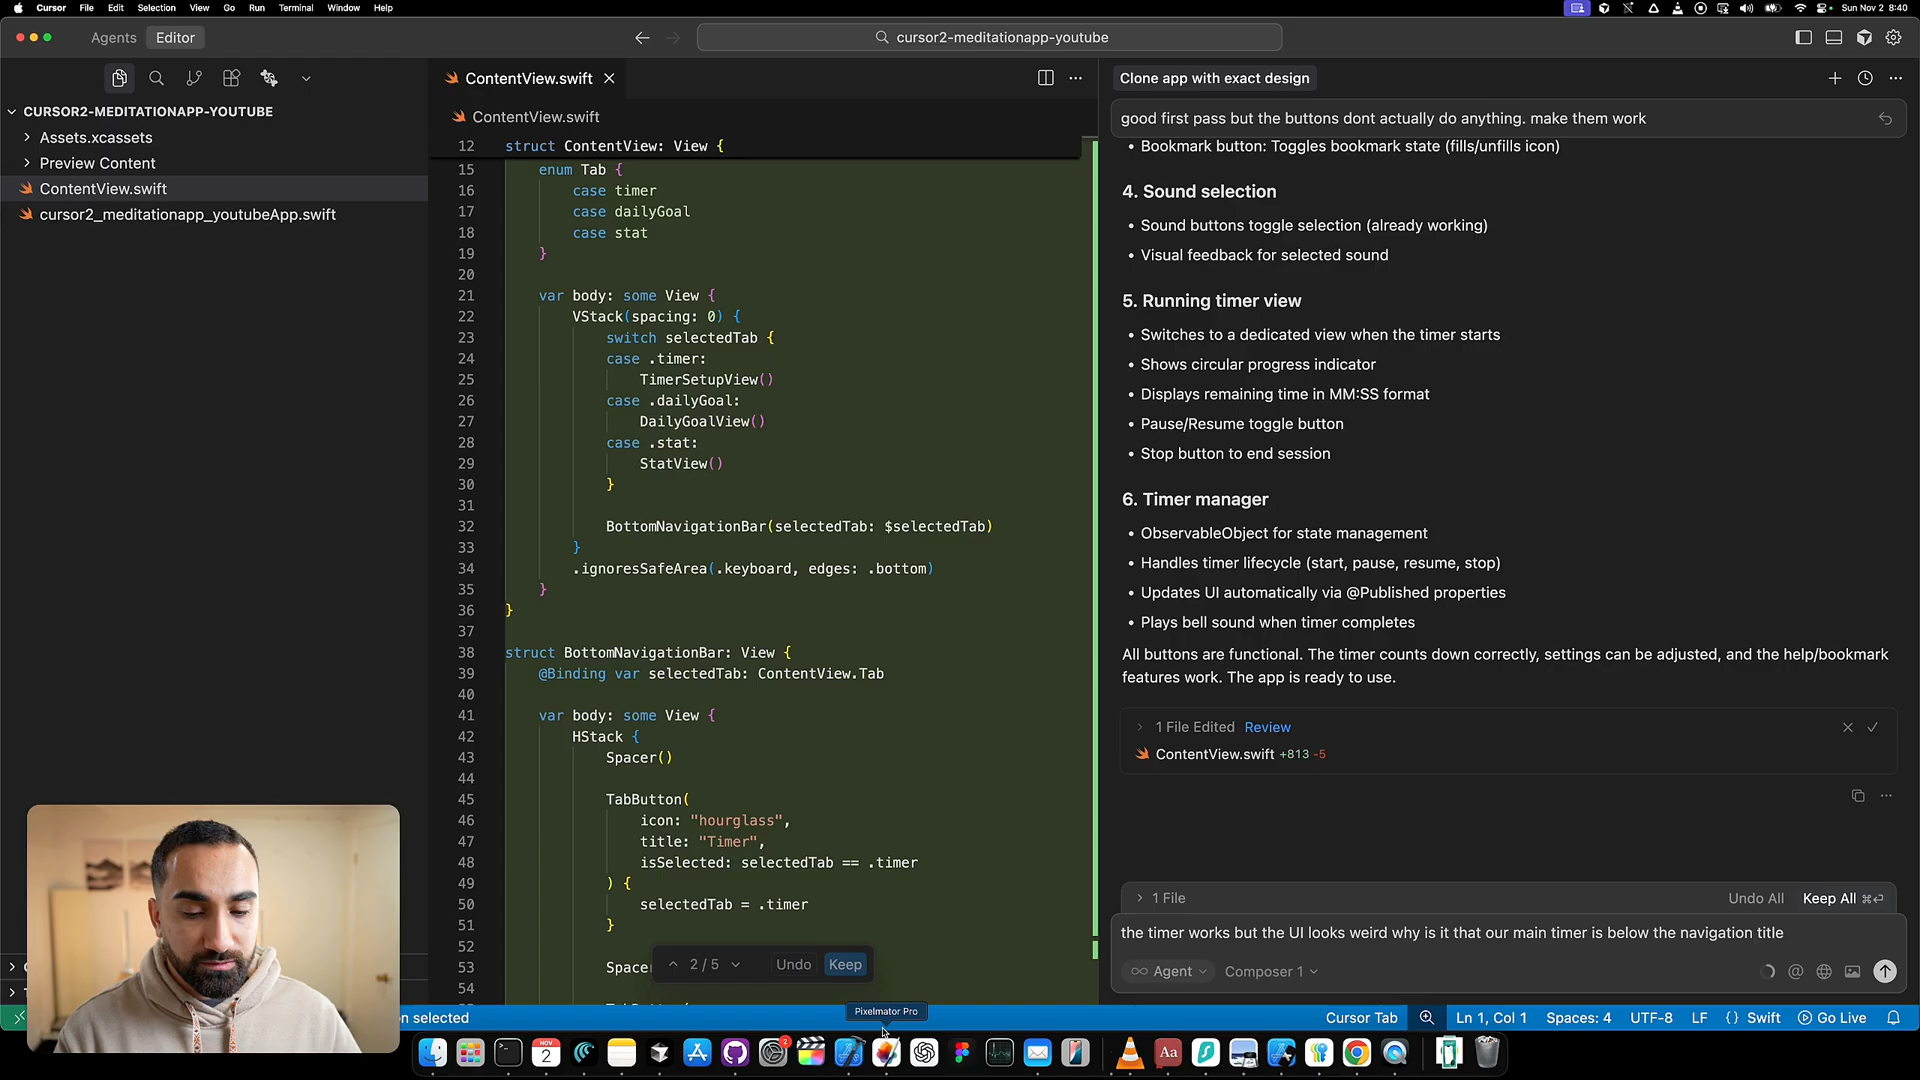 Cursor File Edit Selection View Go Run Terminal Window Help
Sun Nov 2 8:40
Agents Editor
cursor2-meditationapp-youtube
CURSOR2-MEDITATIONAPP-YOUTUBE
Assets.xcassets
Preview Content
ContentView.swift
cursor2_meditationapp_youtubeApp.swift
ContentView.swift
ContentView.swift
12 struct ContentView: View {
15 enum Tab {
16 case timer
17 case dailyGoal
18 case stat
19 }
20
21 var body: some View {
22 VStack(spacing: 0) {
23 switch selectedTab {
24 case .timer:
25 TimerSetupView()
26 case .dailyGoal:
27 DailyGoalView()
28 case .stat:
29 StatView()
30 }
31
32 BottomNavigationBar(selectedTab: $selectedTab)
33 }
34 .ignoresSafeArea(.keyboard, edges: .bottom)
35 }
36 }
37
38 struct BottomNavigationBar: View {
39 @Binding var selectedTab: ContentView.Tab
40
41 var body: some View {
42 HStack {
43 Spacer()
44
45 TabButton(
46 icon: "hourglass",
47 title: "Timer",
48 isSelected: selectedTab == .timer
49 ) {
50 selectedTab = .timer
51 }
52
53 Space
54
2 / 5 Undo Keep
Clone app with exact design
good first pass but the buttons dont actually do anything. make them work
• Bookmark button: Toggles bookmark state (fills/unfills icon)
4. Sound selection
• Sound buttons toggle selection (already working)
• Visual feedback for selected sound
5. Running timer view
• Switches to a dedicated view when the timer starts
• Shows circular progress indicator
• Displays remaining time in MM:SS format
• Pause/Resume toggle button
• Stop button to end session
6. Timer manager
• ObservableObject for state management
• Handles timer lifecycle (start, pause, resume, stop)
• Updates UI automatically via @Published properties
• Plays bell sound when timer completes
All buttons are functional. The timer counts down correctly, settings can be adjusted, and the help/bookmark
features work. The app is ready to use.
1 File Edited Review
ContentView.swift +813 -5
1 File Undo All Keep All ⌘⏎
the timer works but the UI looks weird why is it that our main timer is below the navigation title
∞ Agent Composer 1
n selected
Pixelmator Pro
Cursor Tab Ln 1, Col 1 Spaces: 4 UTF-8 LF {} Swift Go Live
NOV
2
2
Aa